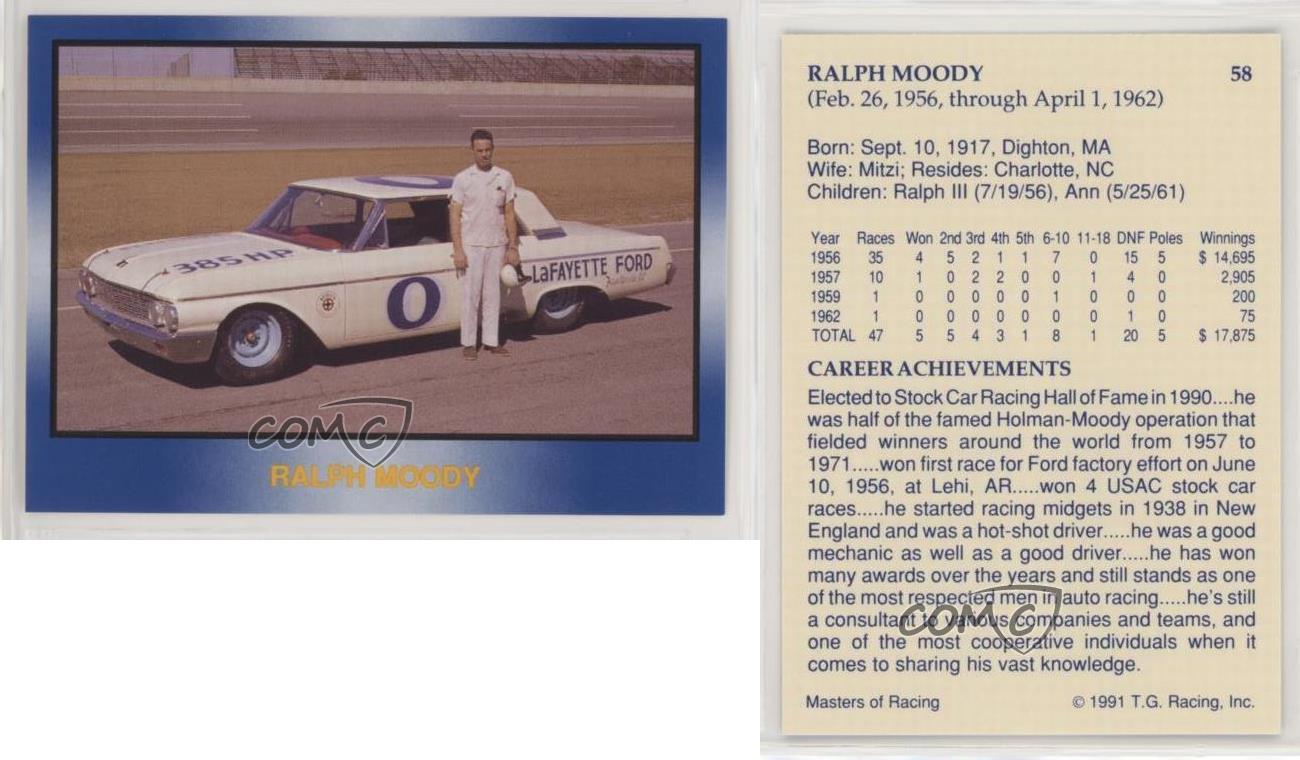 385 HP
0
0
LaFAYETTE FORD
COMC
RALPH MOODY
RALPH MOODY 58
(Feb. 26, 1956, through April 1, 1962)
Born: Sept. 10, 1917, Dighton, MA
Wife: Mitzi; Resides: Charlotte, NC
Children: Ralph III (7/19/56), Ann (5/25/61)
Year Races Won 2nd 3rd 4th 5th 6-10 11-18 DNF Poles Winnings
1956 35 4 5 2 1 1 7 0 15 5 $ 14,695
1957 10 1 0 2 2 0 0 1 4 0 2,905
1959 1 0 0 0 0 0 1 0 0 0 200
1962 1 0 0 0 0 0 0 0 1 0 75
TOTAL 47 5 5 4 3 1 8 1 20 5 $ 17,875
CAREER ACHIEVEMENTS
Elected to Stock Car Racing Hall of Fame in 1990....he
was half of the famed Holman-Moody operation that
fielded winners around the world from 1957 to
1971.....won first race for Ford factory effort on June
10, 1956, at Lehi, AR.....won 4 USAC stock car
races.....he started racing midgets in 1938 in New
England and was a hot-shot driver.....he was a good
mechanic as well as a good driver.....he has won
many awards over the years and still stands as one
of the most respected men in auto racing.....he's still
a consultant to various companies and teams, and
one of the most cooperative individuals when it
comes to sharing his vast knowledge.
COMC
Masters of Racing © 1991 T.G. Racing, Inc.